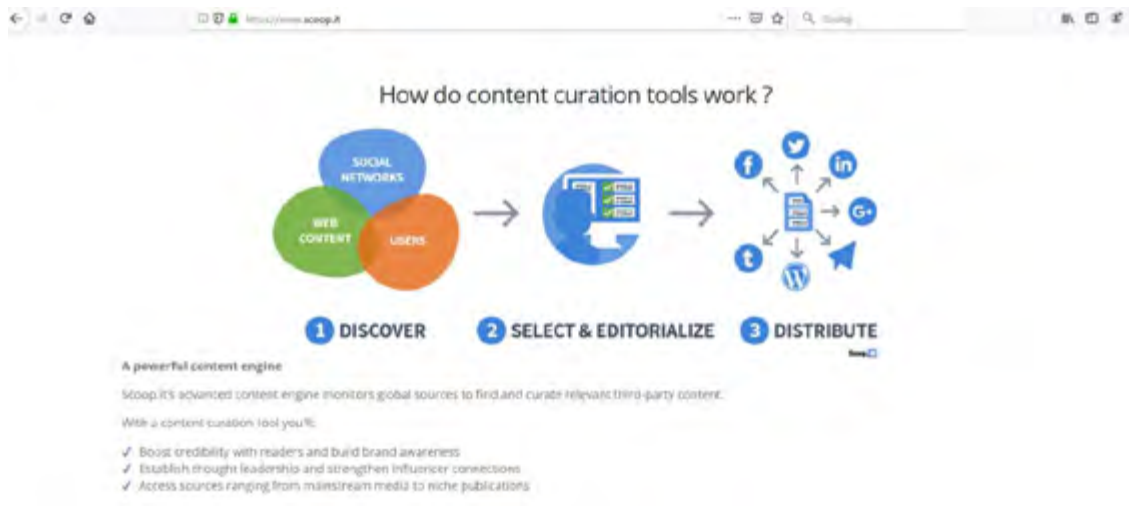 https://www.scoop.it
How do content curation tools work ?
SOCIAL
NETWORKS
WEB
CONTENT
USERS
f
in
G+
t
W
1 DISCOVER
2 SELECT & EDITORIALIZE
3 DISTRIBUTE
A powerful content engine
Scoop.it's advanced content engine monitors global sources to find and curate relevant third-party content.
With a content curation tool you'll:
✓ Boost credibility with readers and build brand awareness
✓ Establish thought leadership and strengthen influencer connections
✓ Access sources ranging from mainstream media to niche publications